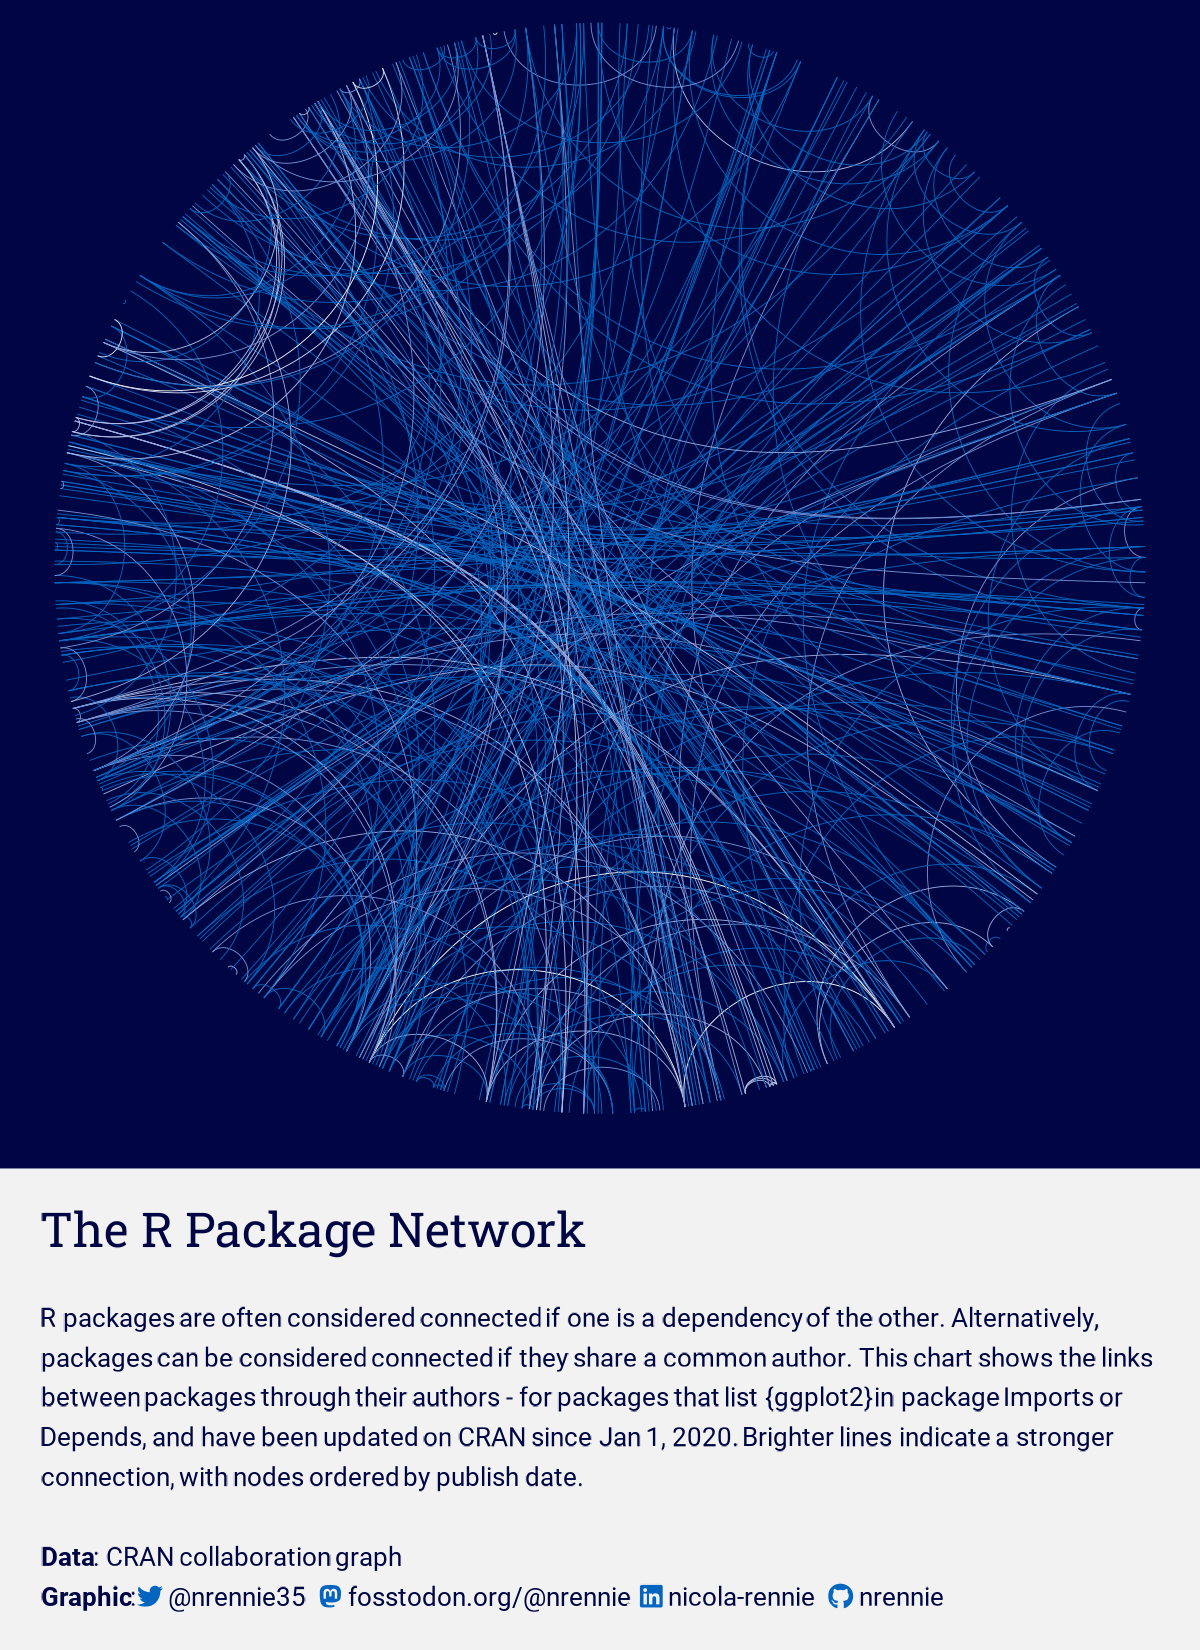 The R Package Network
R packages are often considered connected if one is a dependency of the other. Alternatively,
packages can be considered connected if they share a common author. This chart shows the links
between packages through their authors - for packages that list {ggplot2} in package Imports or
Depends, and have been updated on CRAN since Jan 1, 2020. Brighter lines indicate a stronger
connection, with nodes ordered by publish date.
Data: CRAN collaboration graph
Graphic: @nrennie35 fosstodon.org/@nrennie nicola-rennie nrennie